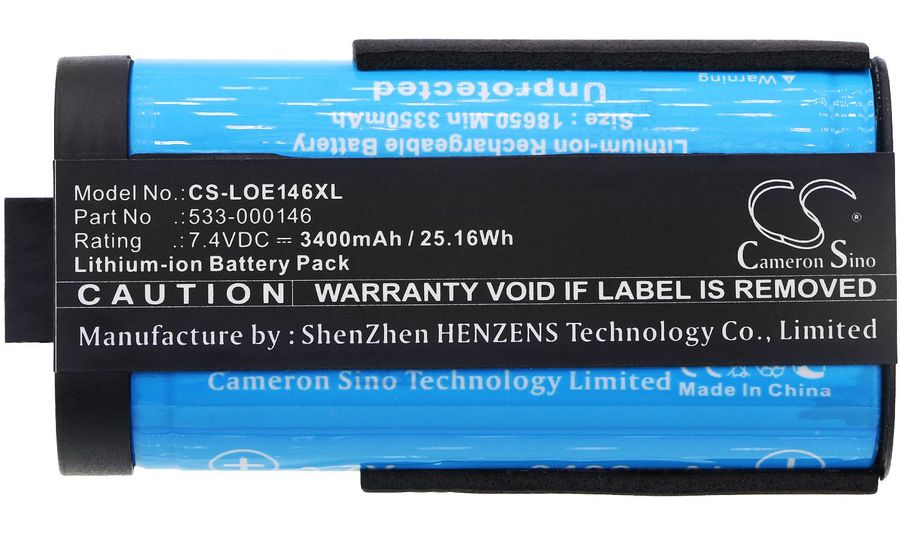 ⚠ Warning
Unprotected
Size : 18650 Min 3350mAh
Lithium-ion Rechargeable Battery
Model No.: CS-LOE146XL
Part No .: 533-000146
Rating .: 7.4VDC ⎓ 3400mAh / 25.16Wh
Lithium-ion Battery Pack
CS ®
Cameron Sino
CAUTION WARRANTY VOID IF LABEL IS REMOVED
Manufacture by : ShenZhen HENZENS Technology Co., Limited
Cameron Sino Technology Limited
Made In China